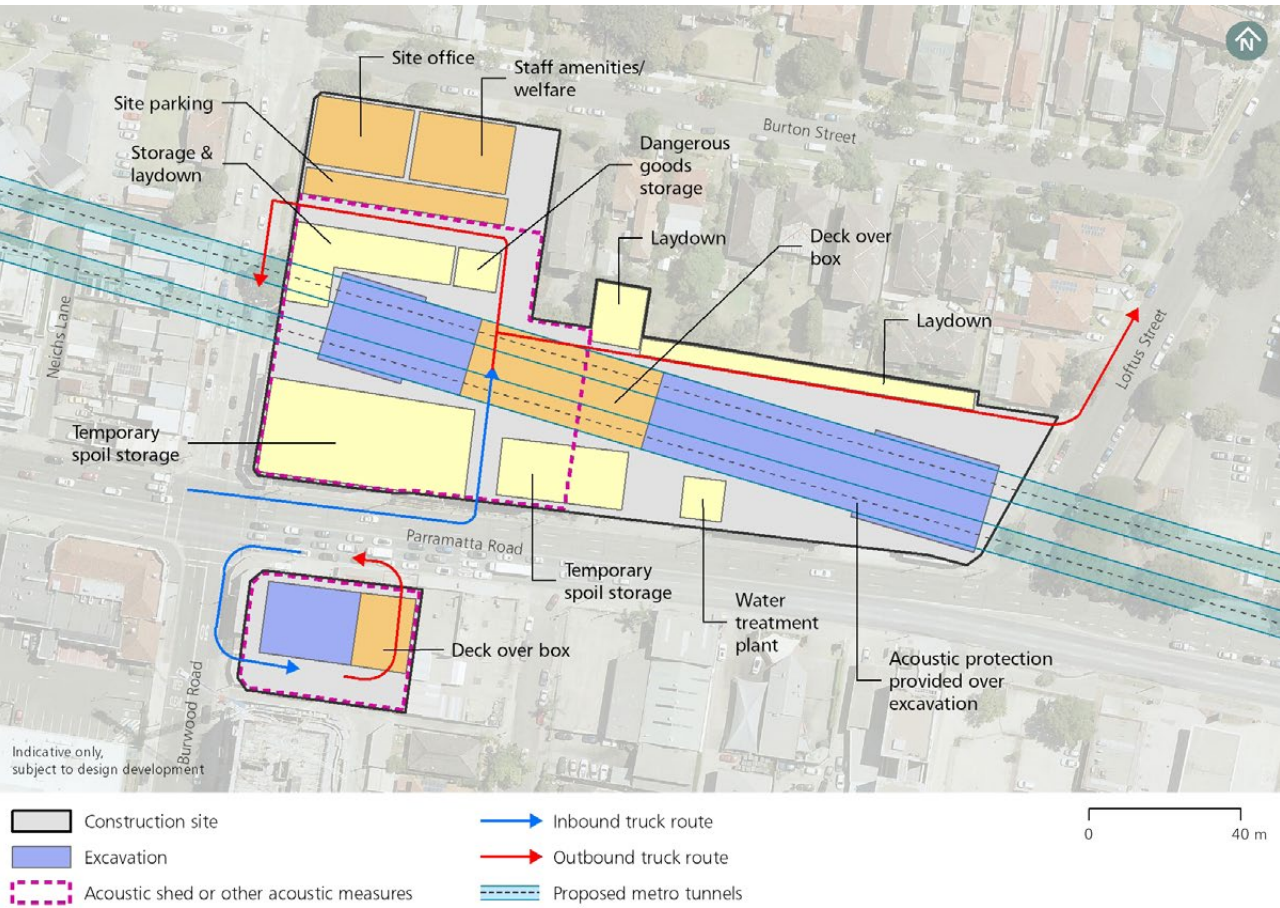 N
Site office
Staff amenities/
welfare
Site parking
Storage &
laydown
Dangerous
goods
storage
Burton Street
Laydown
Deck over
box
Laydown
Neichs Lane
Loftus Street
Temporary
spoil storage
Parramatta Road
Temporary
spoil storage
Water
treatment
plant
Deck over box
Acoustic protection
provided over
excavation
Burwood Road
Indicative only,
subject to design development
Construction site
Excavation
Acoustic shed or other acoustic measures
Inbound truck route
Outbound truck route
Proposed metro tunnels
0 40 m